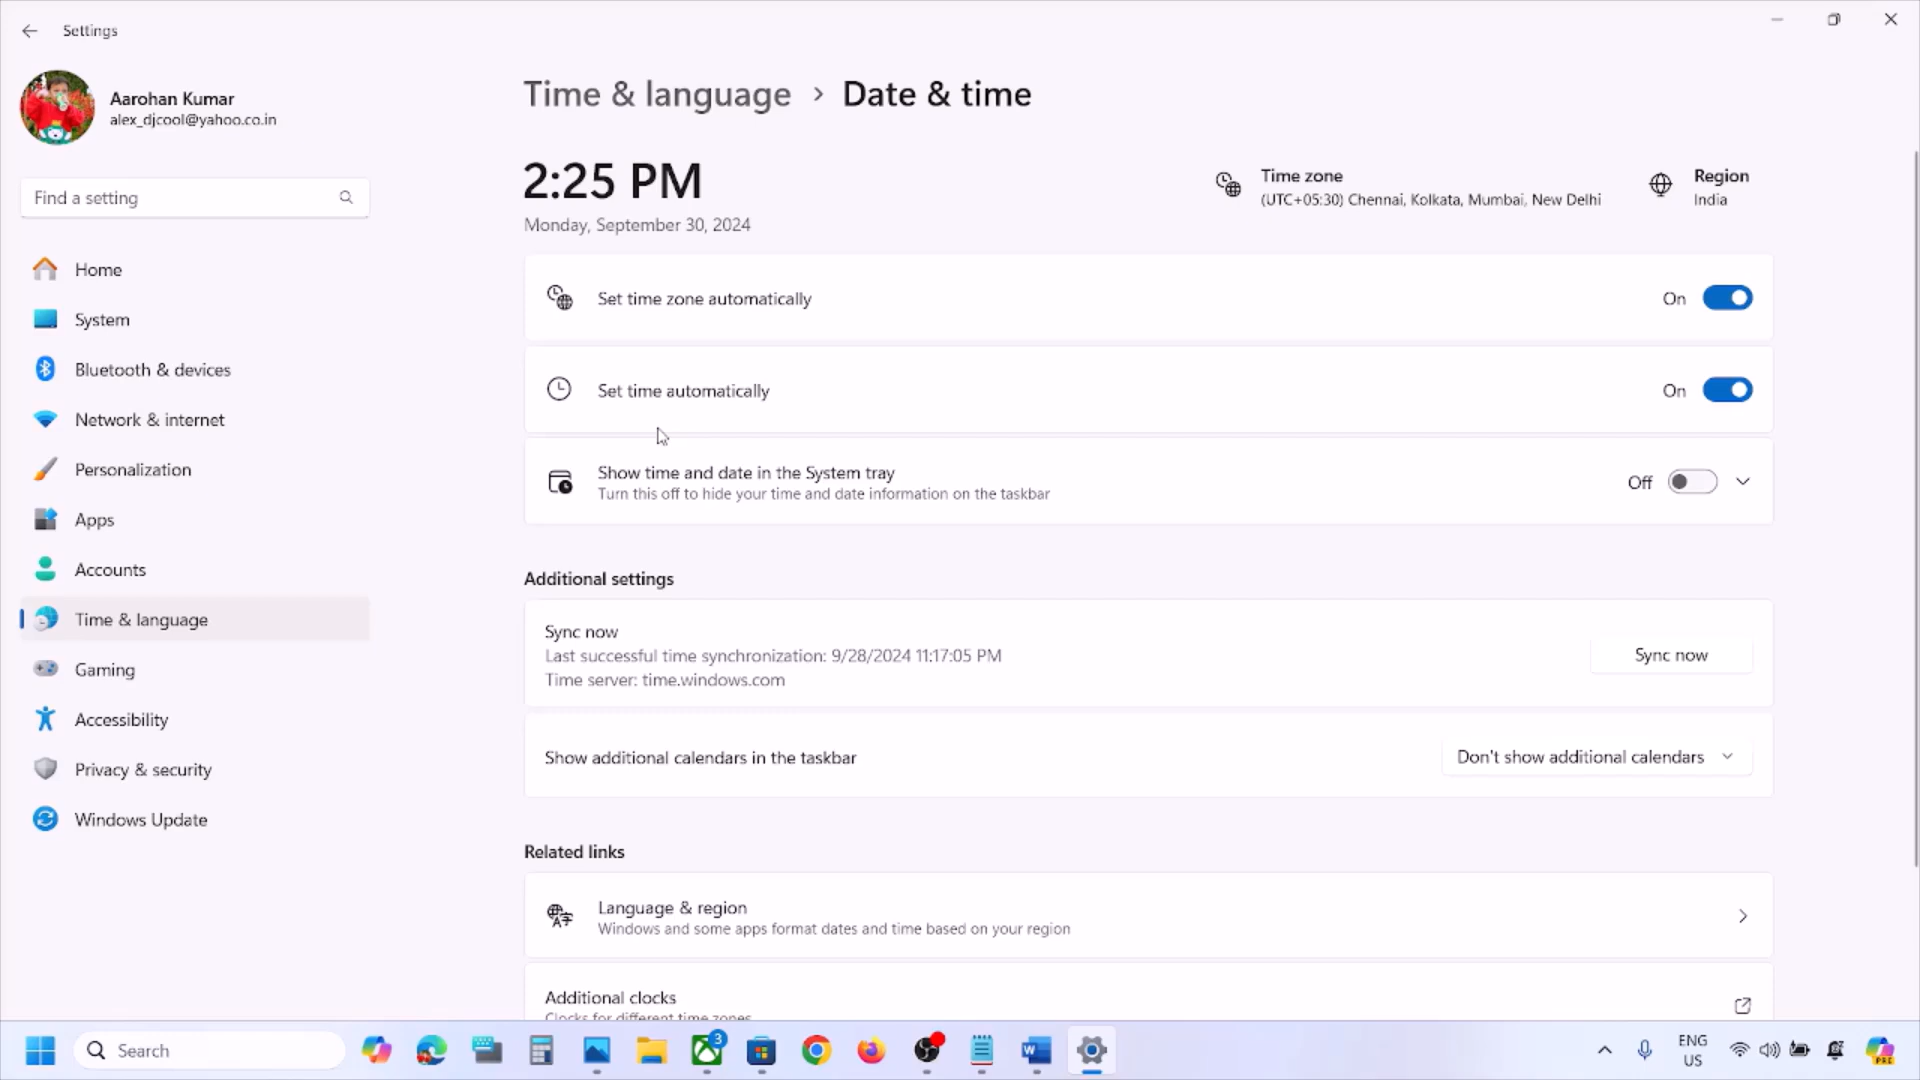 Settings
Aarohan Kumar
alex_djcool@yahoo.co.in
Find a setting
Home
System
Bluetooth & devices
Network & internet
Personalization
Apps
Accounts
Time & language
Gaming
Accessibility
Privacy & security
Windows Update
Time & language > Date & time
2:25 PM
Monday, September 30, 2024
Time zone
(UTC+05:30) Chennai, Kolkata, Mumbai, New Delhi
Region
India
Set time zone automatically
On
Set time automatically
On
Show time and date in the System tray
Turn this off to hide your time and date information on the taskbar
Off
Additional settings
Sync now
Last successful time synchronization: 9/28/2024 11:17:05 PM
Time server: time.windows.com
Sync now
Show additional calendars in the taskbar
Don't show additional calendars
Related links
Language & region
Windows and some apps format dates and time based on your region
Additional clocks
Clocks for different time zones
Search
3
ENG
US
PRE